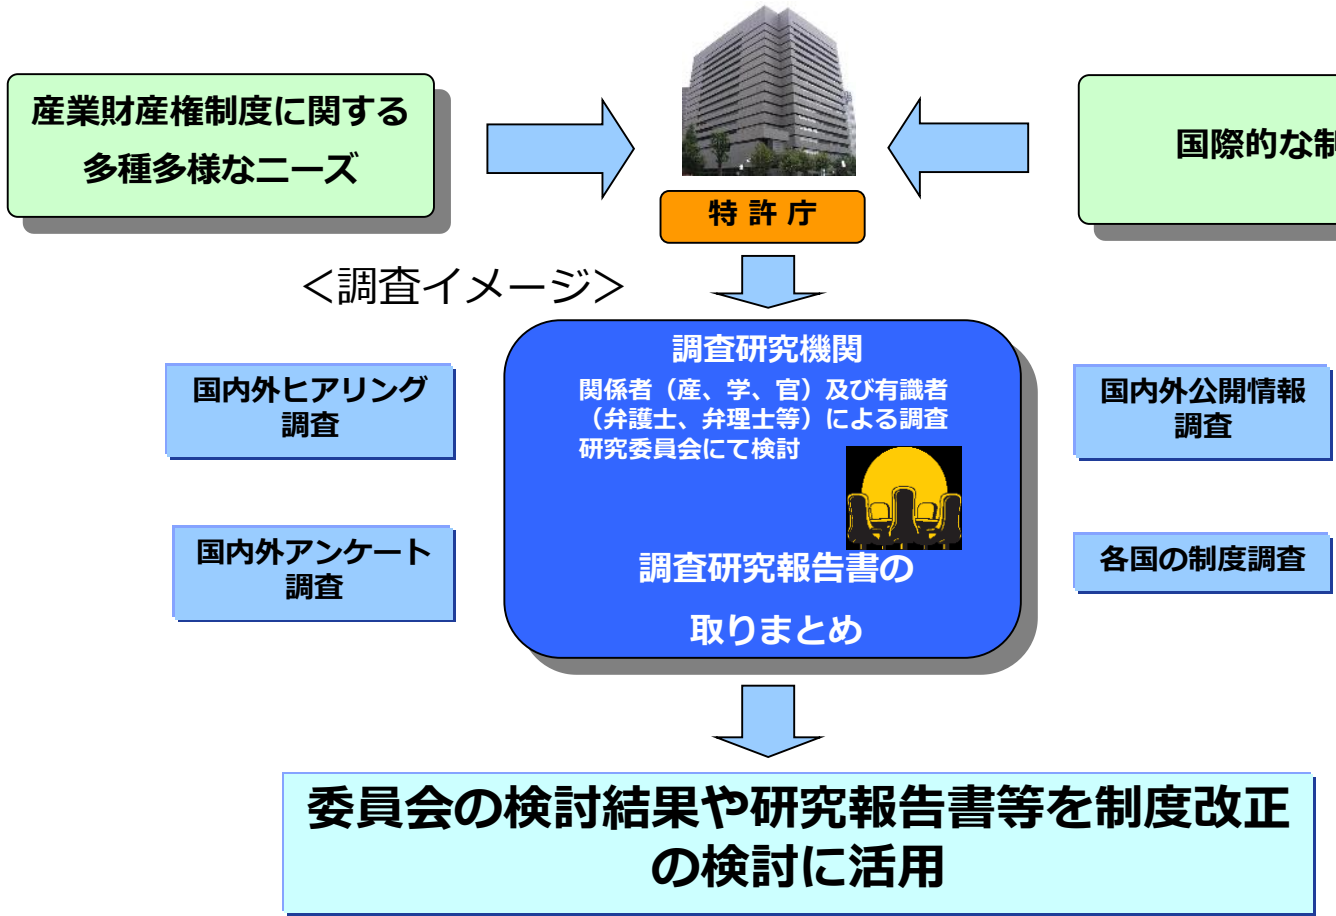 産業財産権制度に関する
多種多様なニーズ
国際的な制
特許庁
＜調査イメージ＞
調査研究機関
関係者（産、学、官）及び有識者
（弁護士、弁理士等）による調査
研究委員会にて検討
調査研究報告書の
取りまとめ
国内外ヒアリング
調査
国内外アンケート
調査
国内外公開情報
調査
各国の制度調査
委員会の検討結果や研究報告書等を制度改正
の検討に活用